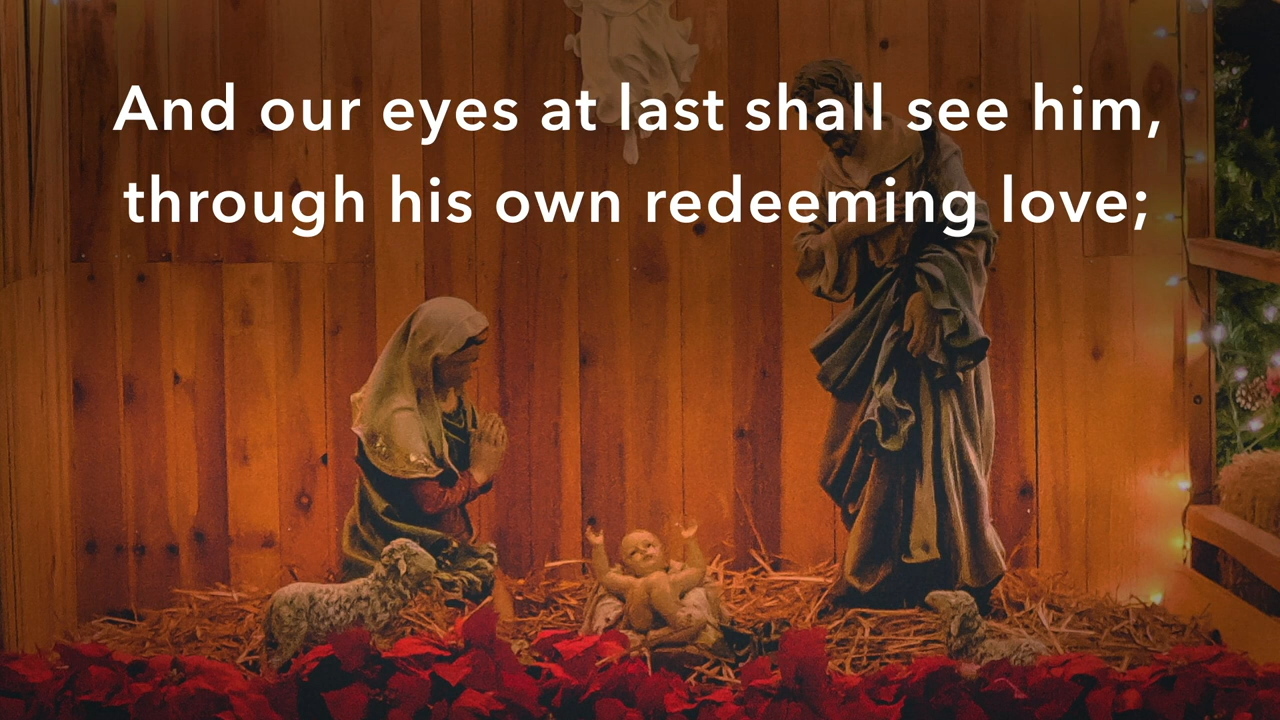 And our eyes at last shall see him,
through his own redeeming love;